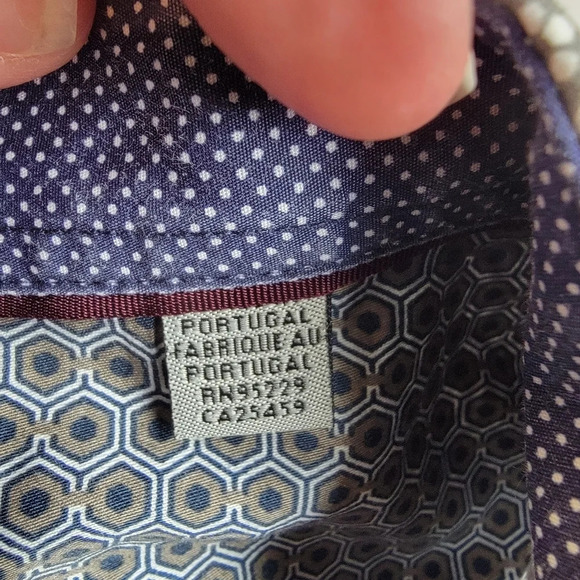 PORTUGAL
FABRIQUE AU
PORTUGAL
RN95229
CA25459